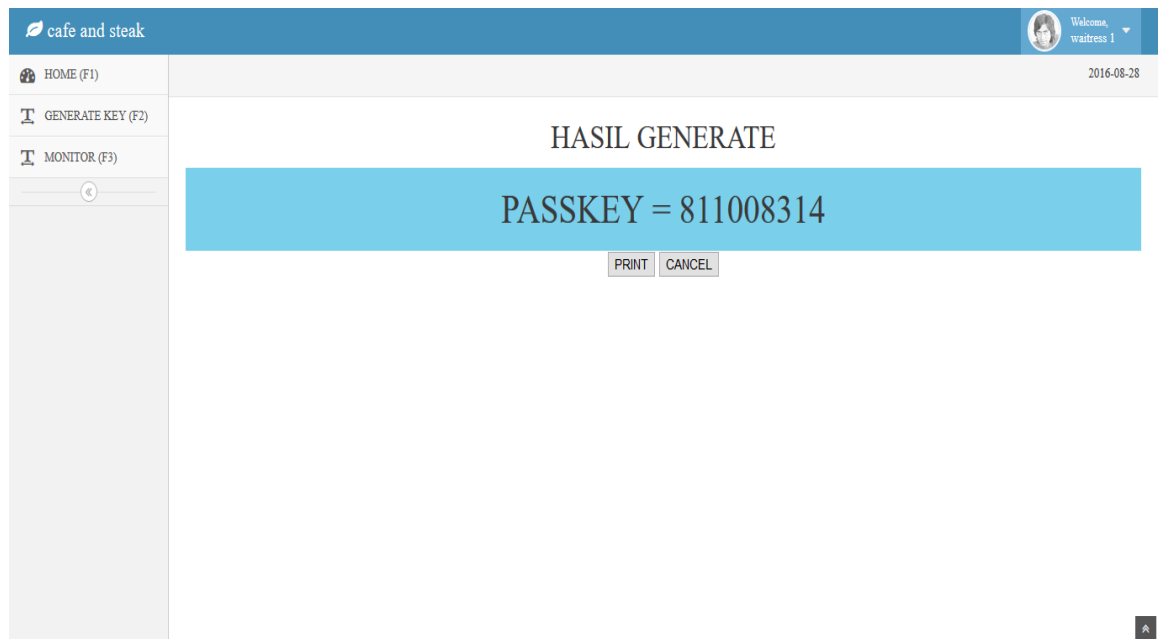 cafe and steak
Welcome,
waitress 1
HOME (F1)
2016-08-28
GENERATE KEY (F2)
MONITOR (F3)
HASIL GENERATE
PASSKEY = 811008314
PRINT CANCEL